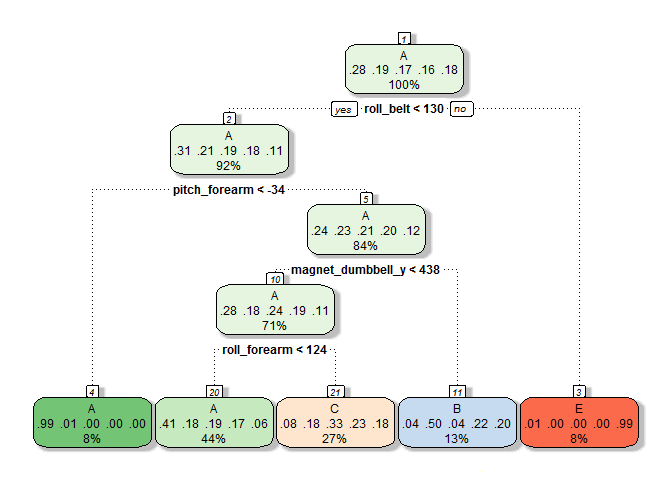 1
A
.28 .19 .17 .16 .18
100%
yes roll_belt < 130 no
2
A
.31 .21 .19 .18 .11
92%
pitch_forearm < -34
5
A
.24 .23 .21 .20 .12
84%
magnet_dumbbell_y < 438
10
A
.28 .18 .24 .19 .11
71%
roll_forearm < 124
4
A
.99 .01 .00 .00 .00
8%
20
A
.41 .18 .19 .17 .06
44%
21
C
.08 .18 .33 .23 .18
27%
11
B
.04 .50 .04 .22 .20
13%
3
E
.01 .00 .00 .00 .99
8%